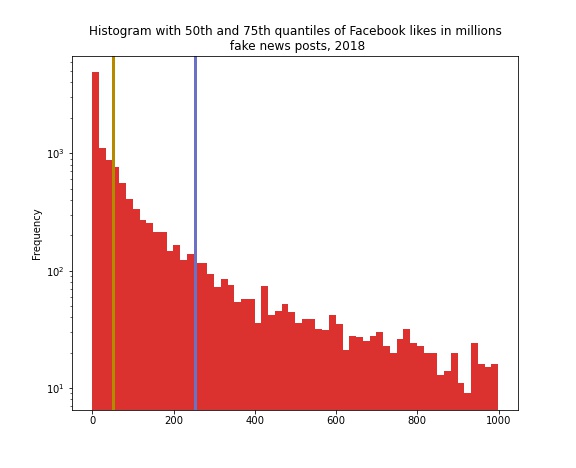 Histogram with 50th and 75th quantiles of Facebook likes in millions
fake news posts, 2018
Frequency
10³
10²
10¹
0 200 400 600 800 1000